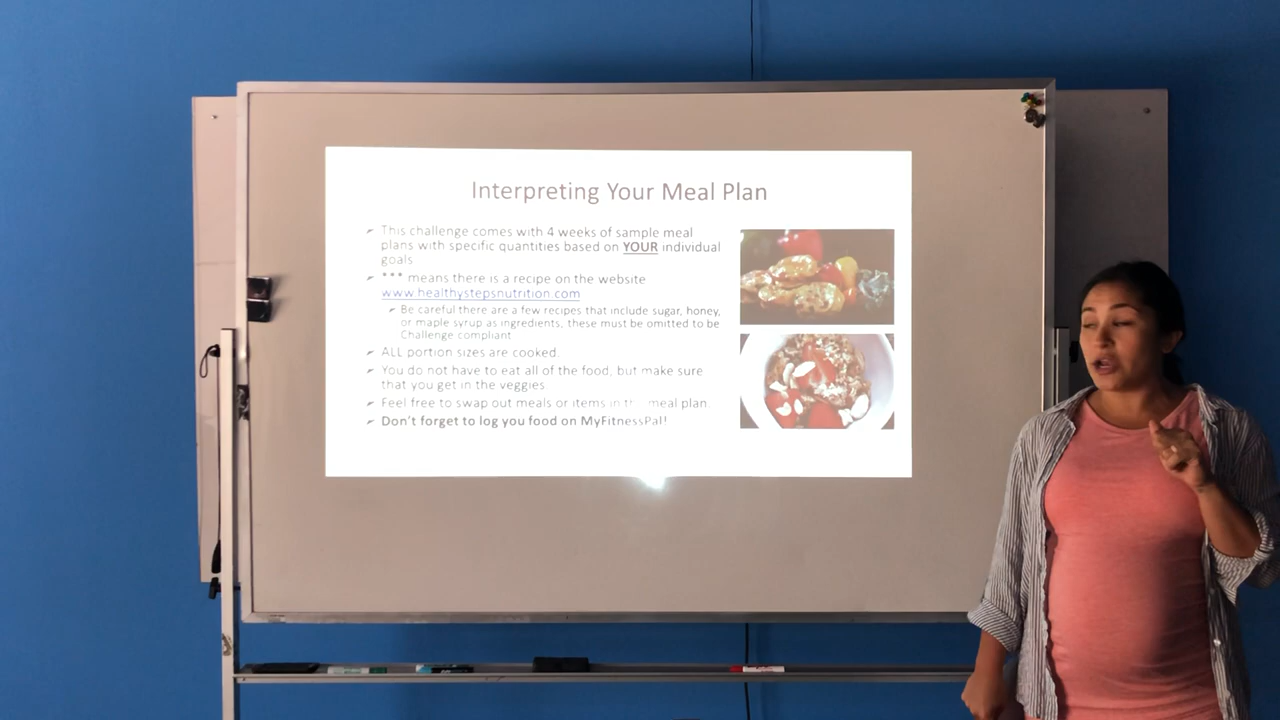 Interpreting Your Meal Plan
This challenge comes with 4 weeks of sample meal
plans with specific quantities based on YOUR individual
goals
*** means there is a recipe on the website
www.healthystepsnutrition.com
Be careful there are a few recipes that include sugar, honey,
or maple syrup as ingredients, these must be omitted to be
Challenge compliant
ALL portion sizes are cooked.
You do not have to eat all of the food, but make sure
that you get in the veggies.
Feel free to swap out meals or items in the meal plan.
Don't forget to log you food on MyFitnessPal!